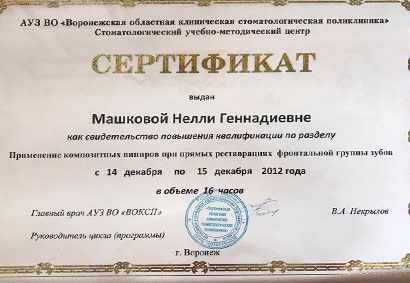 АУЗ ВО «Воронежская областная клиническая стоматологическая поликлиника»
Стоматологический учебно-методический центр
СЕРТИФИКАТ
выдан
Машковой Нелли Геннадиевне
как свидетельство повышения квалификации по разделу
Применение композитных виниров при прямых реставрациях фронтальной группы зубов
с 14 декабря по 15 декабря 2012 года
в объеме 16 часов
Главный врач АУЗ ВО «ВОКСП» В.А. Некрылов
Руководитель цикла (программы)
г. Воронеж